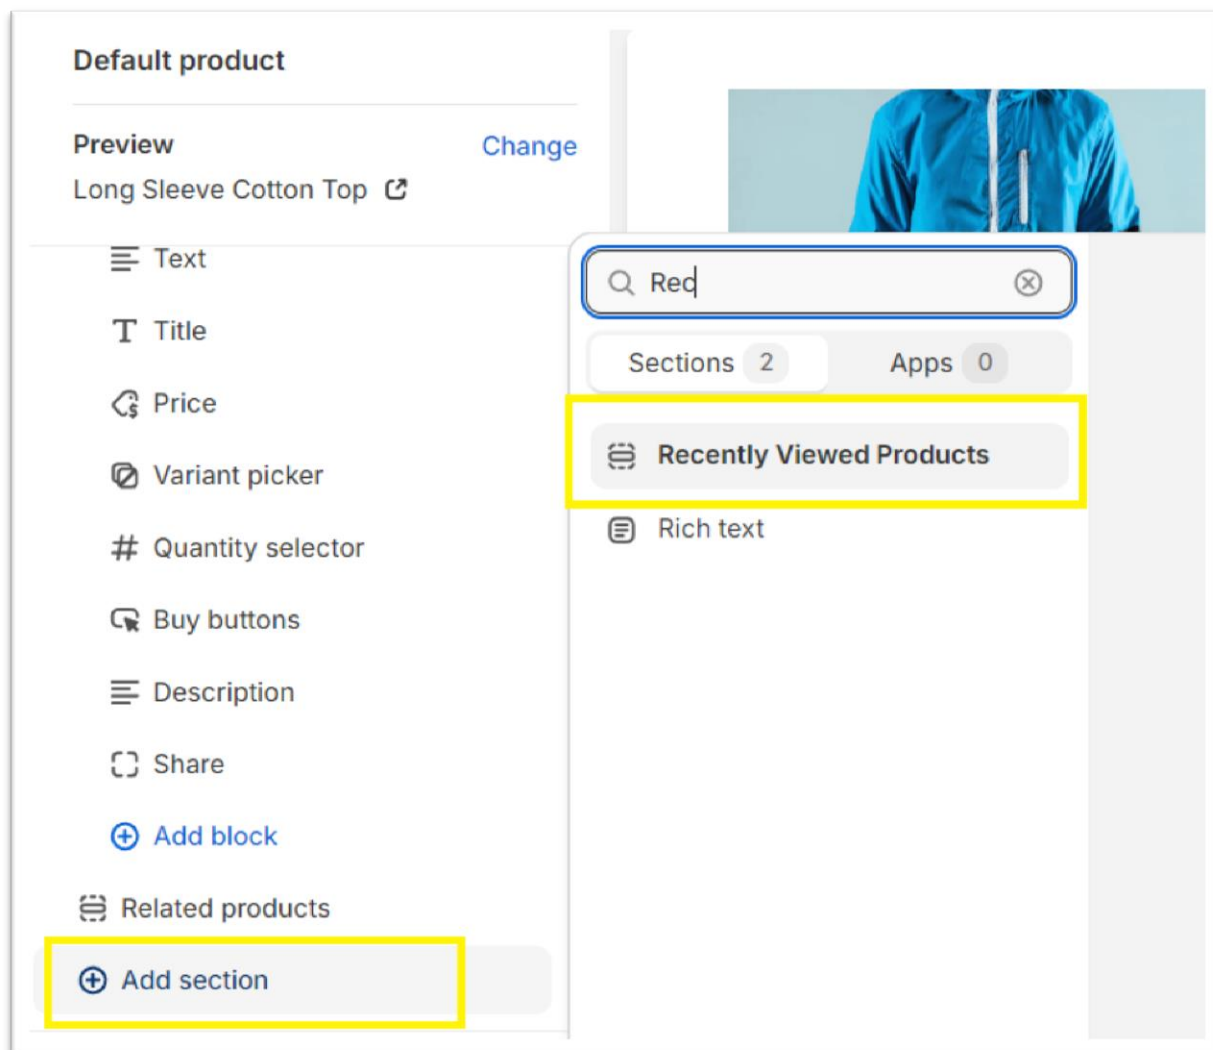 Default product
Preview
Change
Long Sleeve Cotton Top
Text
Title
Price
Variant picker
Quantity selector
Buy buttons
Description
Share
Add block
Related products
Add section
Rec
Sections 2
Apps 0
Recently Viewed Products
Rich text